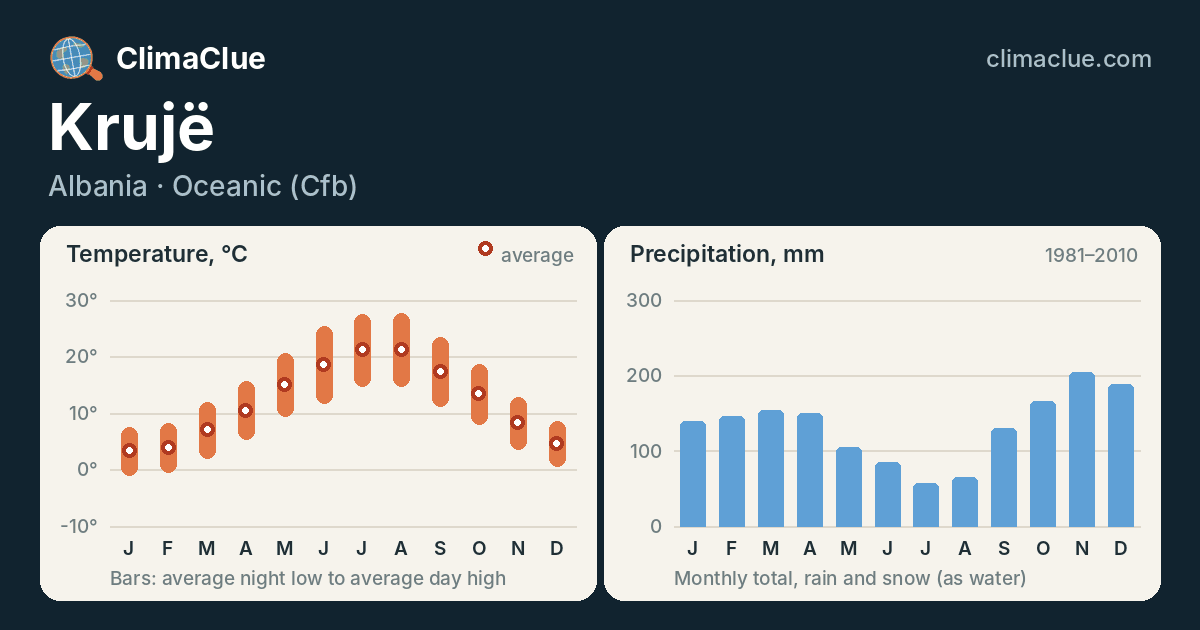 ClimaClue
climaclue.com
Krujë
Albania · Oceanic (Cfb)
Temperature, °C
average
30°
20°
10°
0°
-10°
J F M A M J J A S O N D
Bars: average night low to average day high
Precipitation, mm
1981–2010
300
200
100
0
J F M A M J J A S O N D
Monthly total, rain and snow (as water)